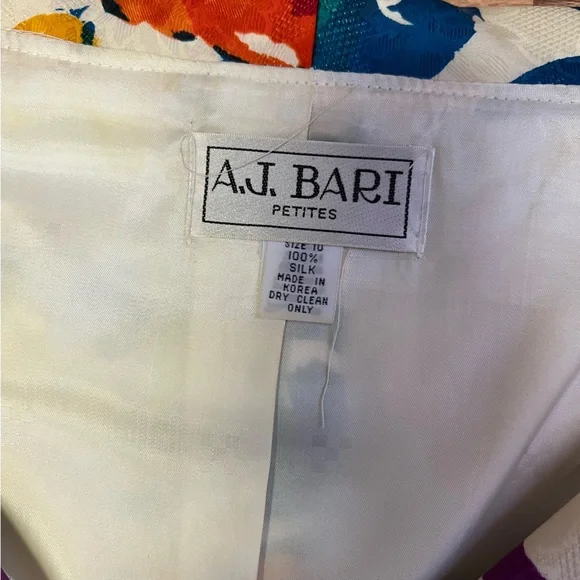 A.J. BARI
PETITES
SIZE 10
100%
SILK
MADE IN
KOREA
DRY CLEAN
ONLY